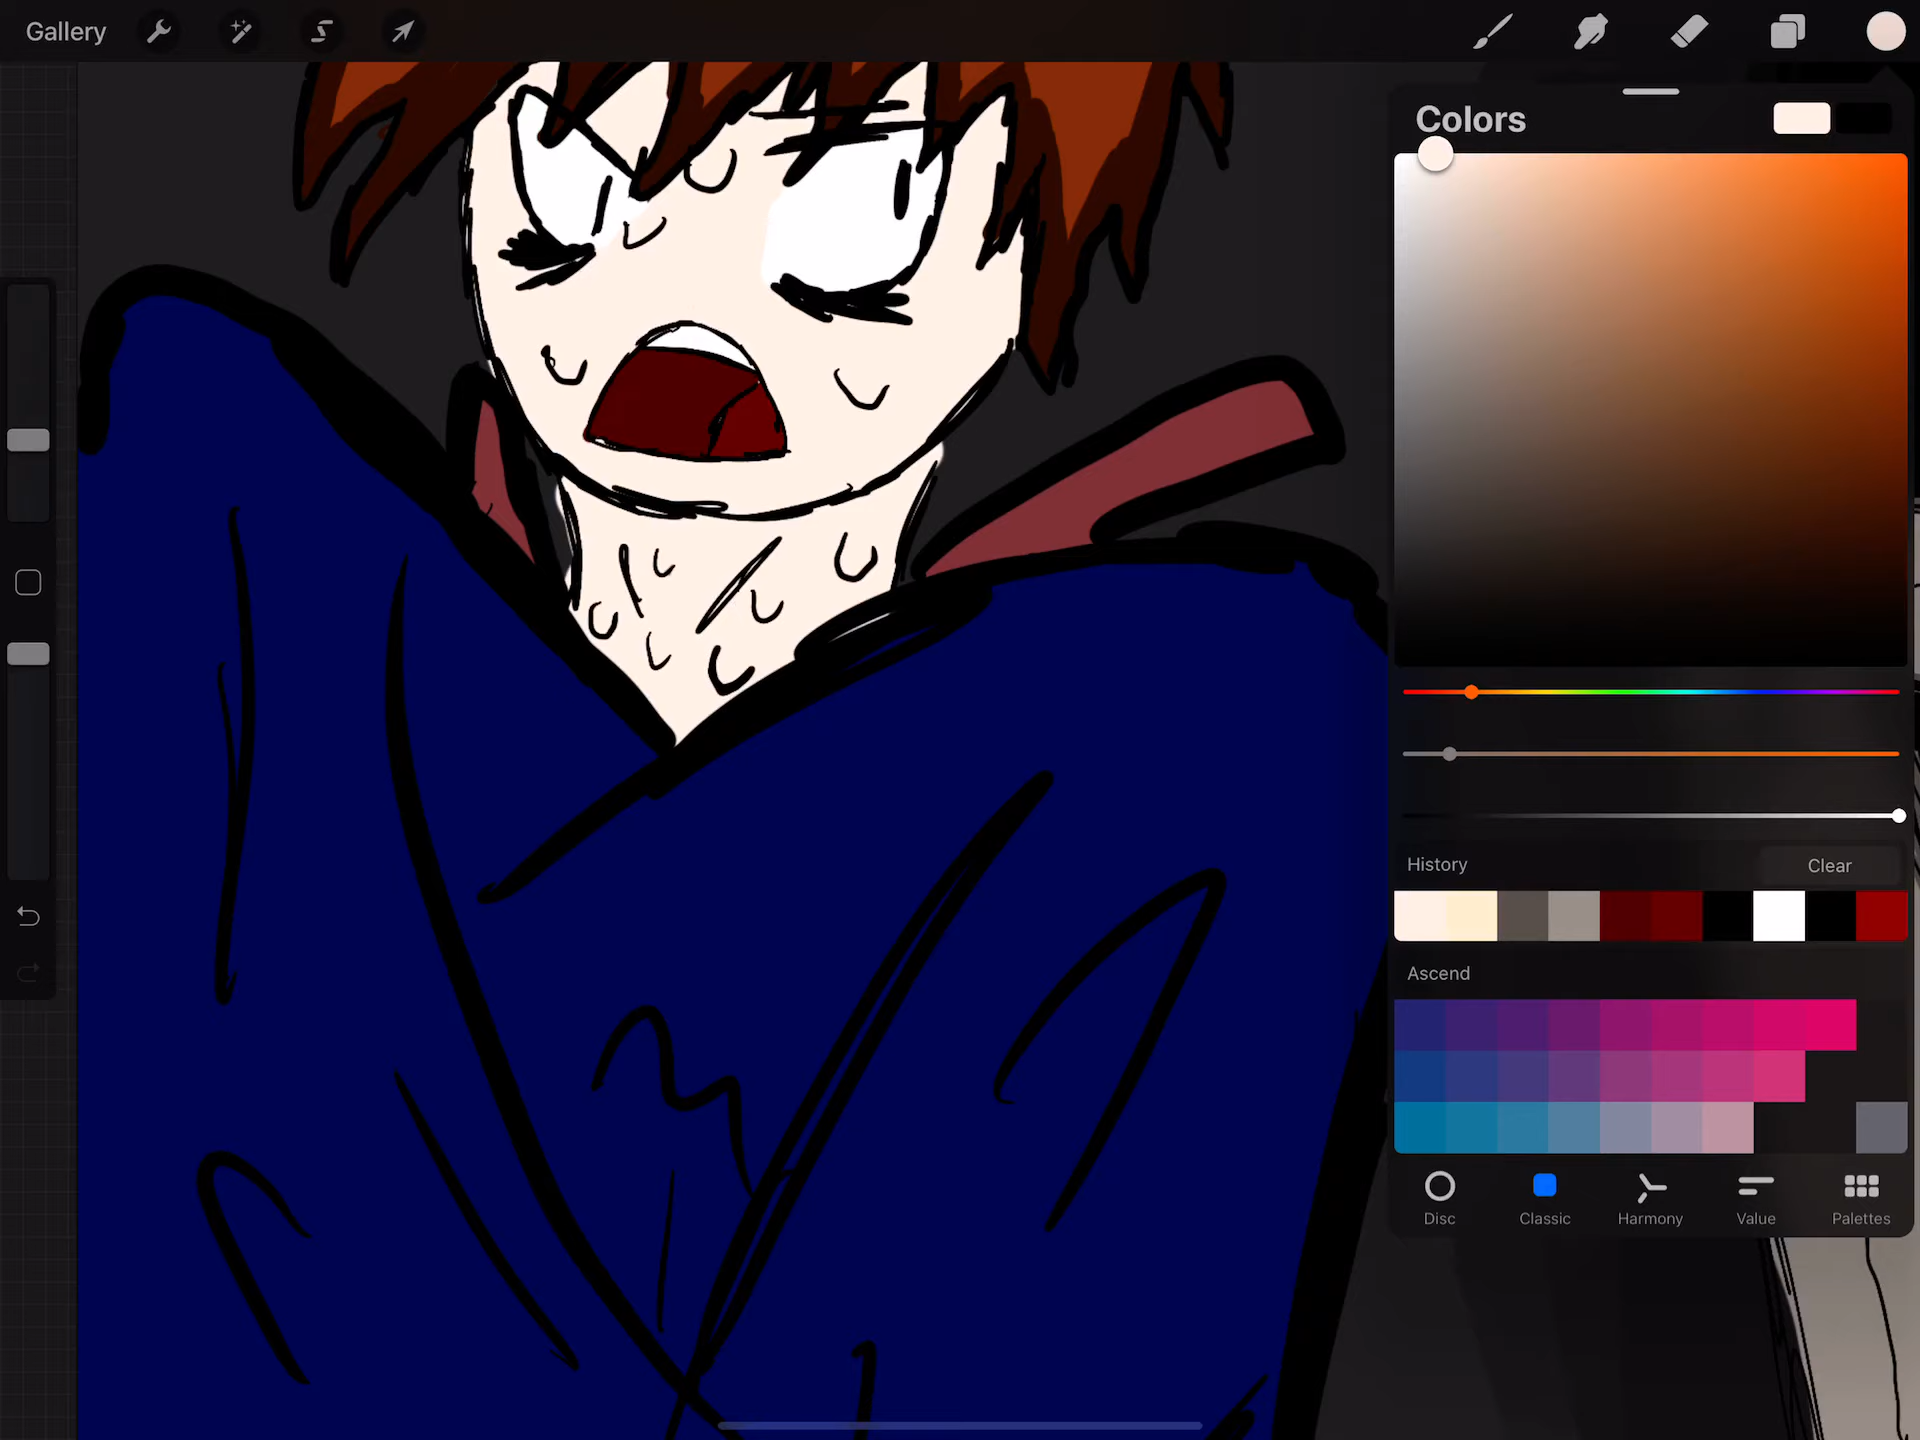 Gallery
Colors
History
Clear
Ascend
Disc
Classic
Harmony
Value
Palettes